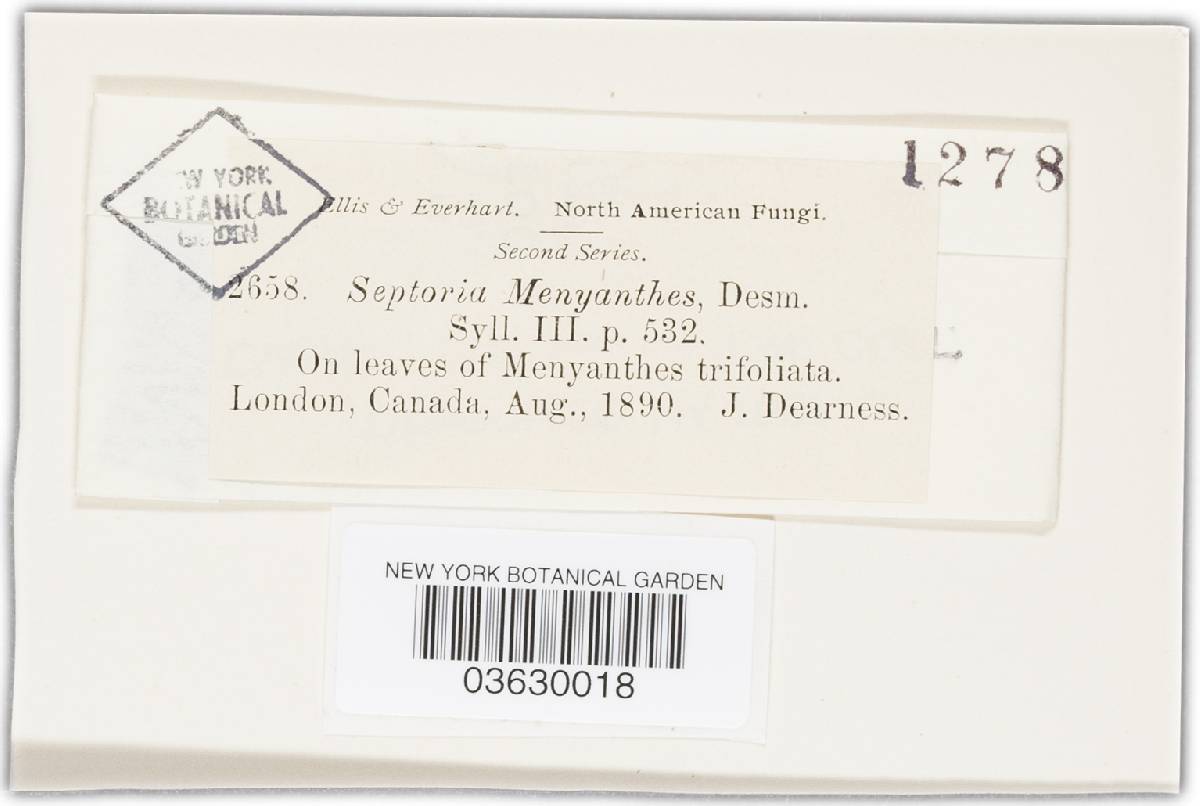 1278
NEW YORK
BOTANICAL
GARDEN
Ellis & Everhart. North American Fungi.
Second Series.
2658. Septoria Menyanthes, Desm.
Syll. III. p. 532.
On leaves of Menyanthes trifoliata.
London, Canada, Aug., 1890. J. Dearness.
NEW YORK BOTANICAL GARDEN
03630018